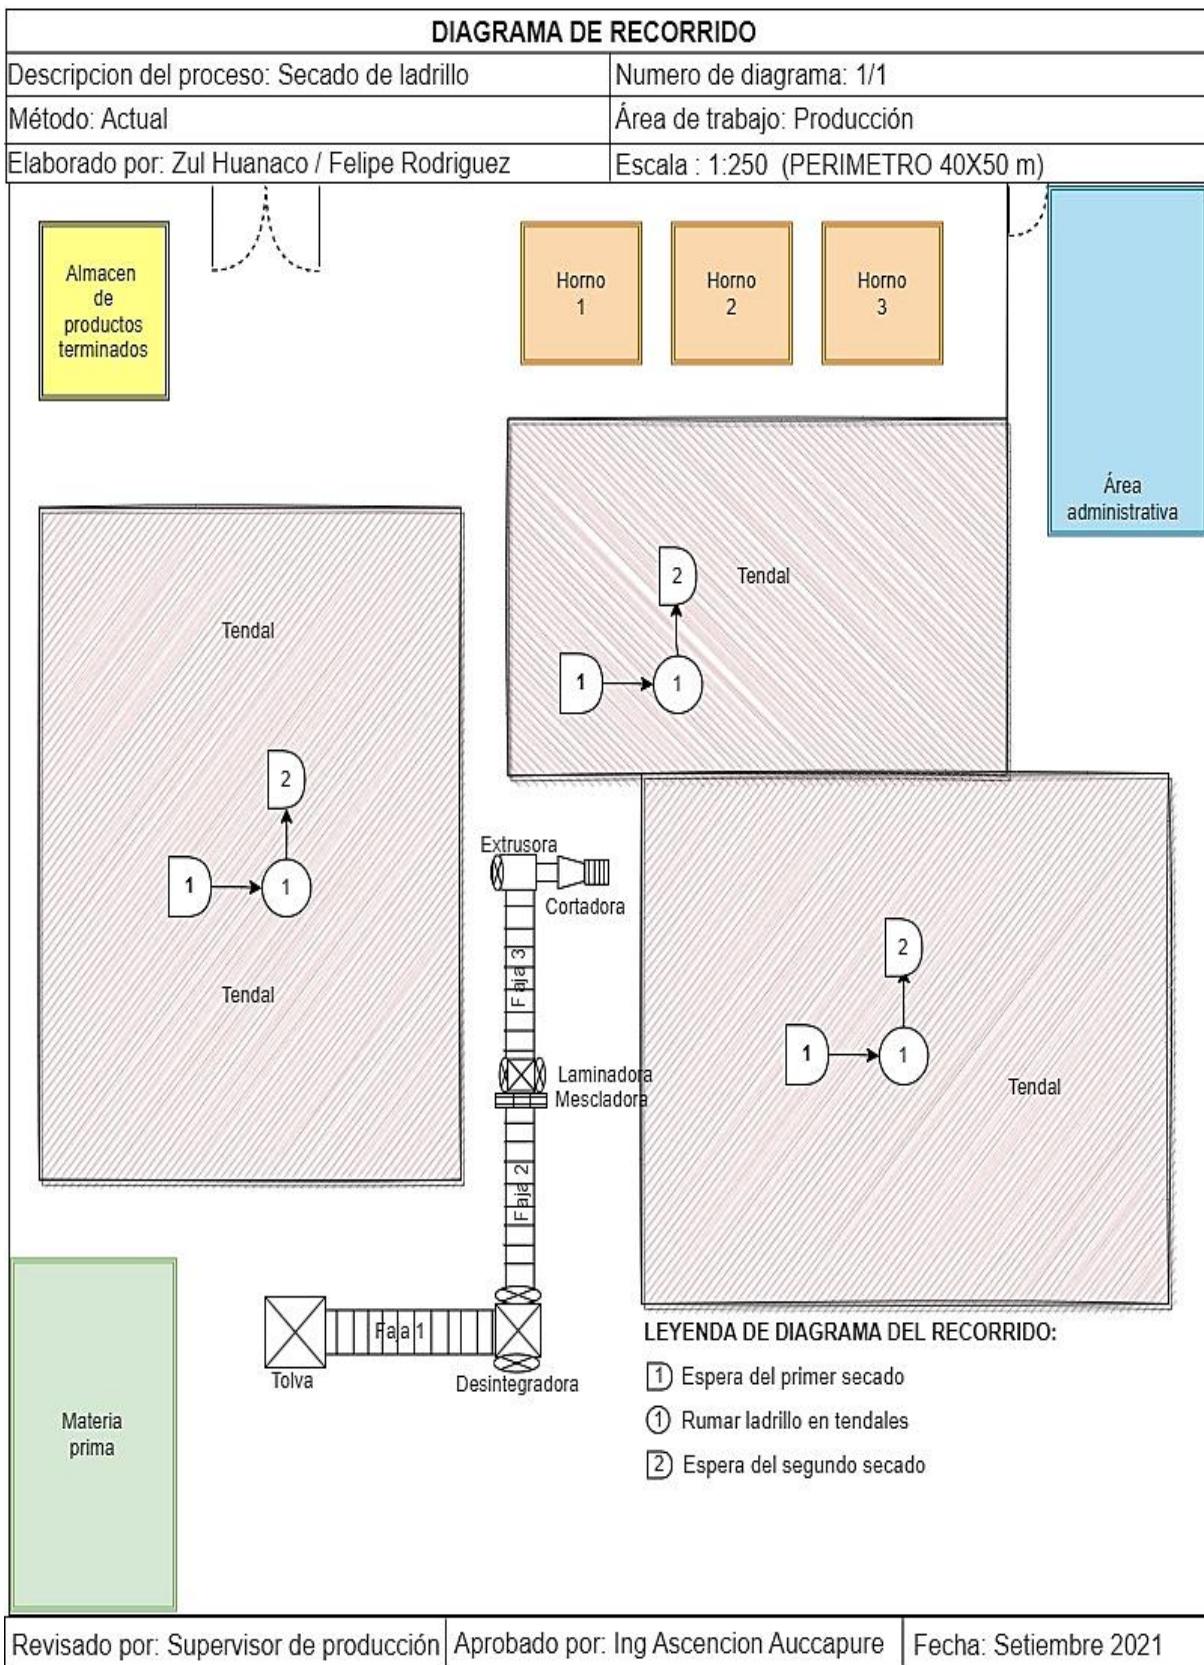 DIAGRAMA DE RECORRIDO
Descripcion del proceso: Secado de ladrillo
Numero de diagrama: 1/1
Método: Actual
Área de trabajo: Producción
Elaborado por: Zul Huanaco / Felipe Rodriguez
Escala : 1:250 (PERIMETRO 40X50 m)
Almacen
de
productos
terminados
Horno
1
Horno
2
Horno
3
Área
administrativa
2
Tendal
1
1
Tendal
2
1
1
Tendal
Extrusora
Cortadora
Faja 3
Laminadora
Mescladora
Faja 2
2
1
1
Tendal
Faja 1
Tolva
Desintegradora
Materia
prima
LEYENDA DE DIAGRAMA DEL RECORRIDO:
1 Espera del primer secado
1 Rumar ladrillo en tendales
2 Espera del segundo secado
Revisado por: Supervisor de producción
Aprobado por: Ing Ascencion Auccapure
Fecha: Setiembre 2021